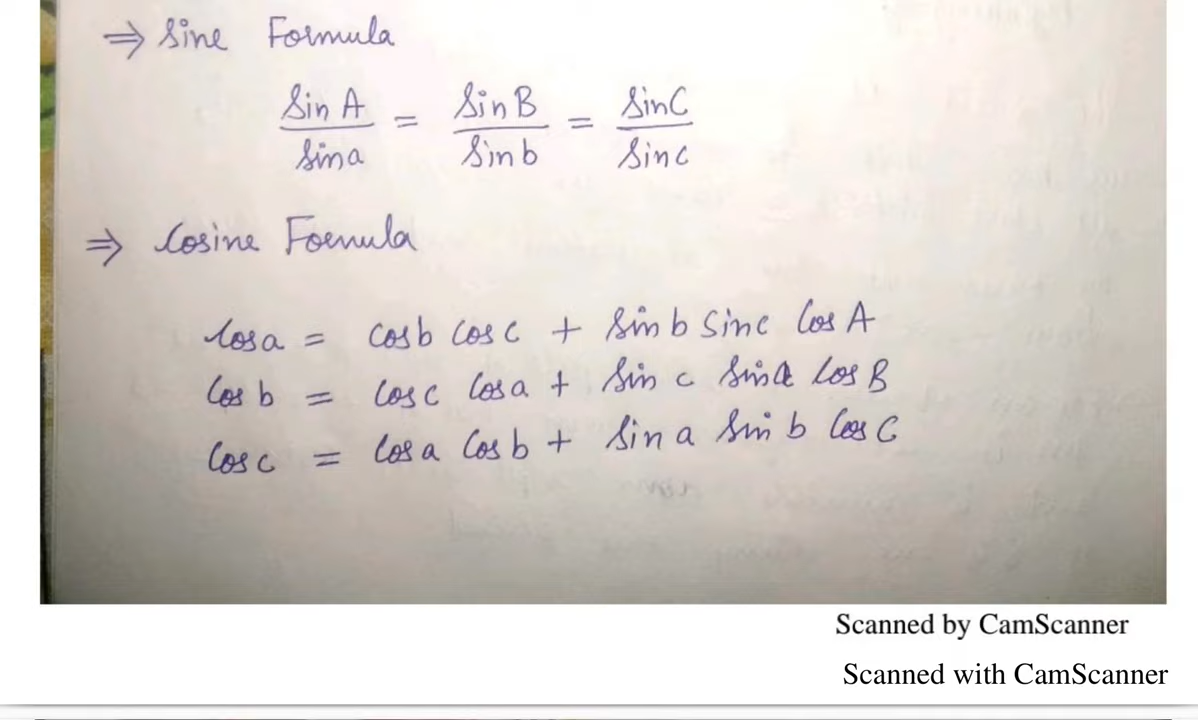 ⇒ Sine Formula
Sin A / Sin a = Sin B / Sin b = Sin C / Sin c
⇒ Cosine Formula
Cos a = Cos b Cos c + Sin b Sin c Cos A
Cos b = Cos c Cos a + Sin c Sin a Cos B
Cos c = Cos a Cos b + Sin a Sin b Cos C
Scanned by CamScanner
Scanned with CamScanner